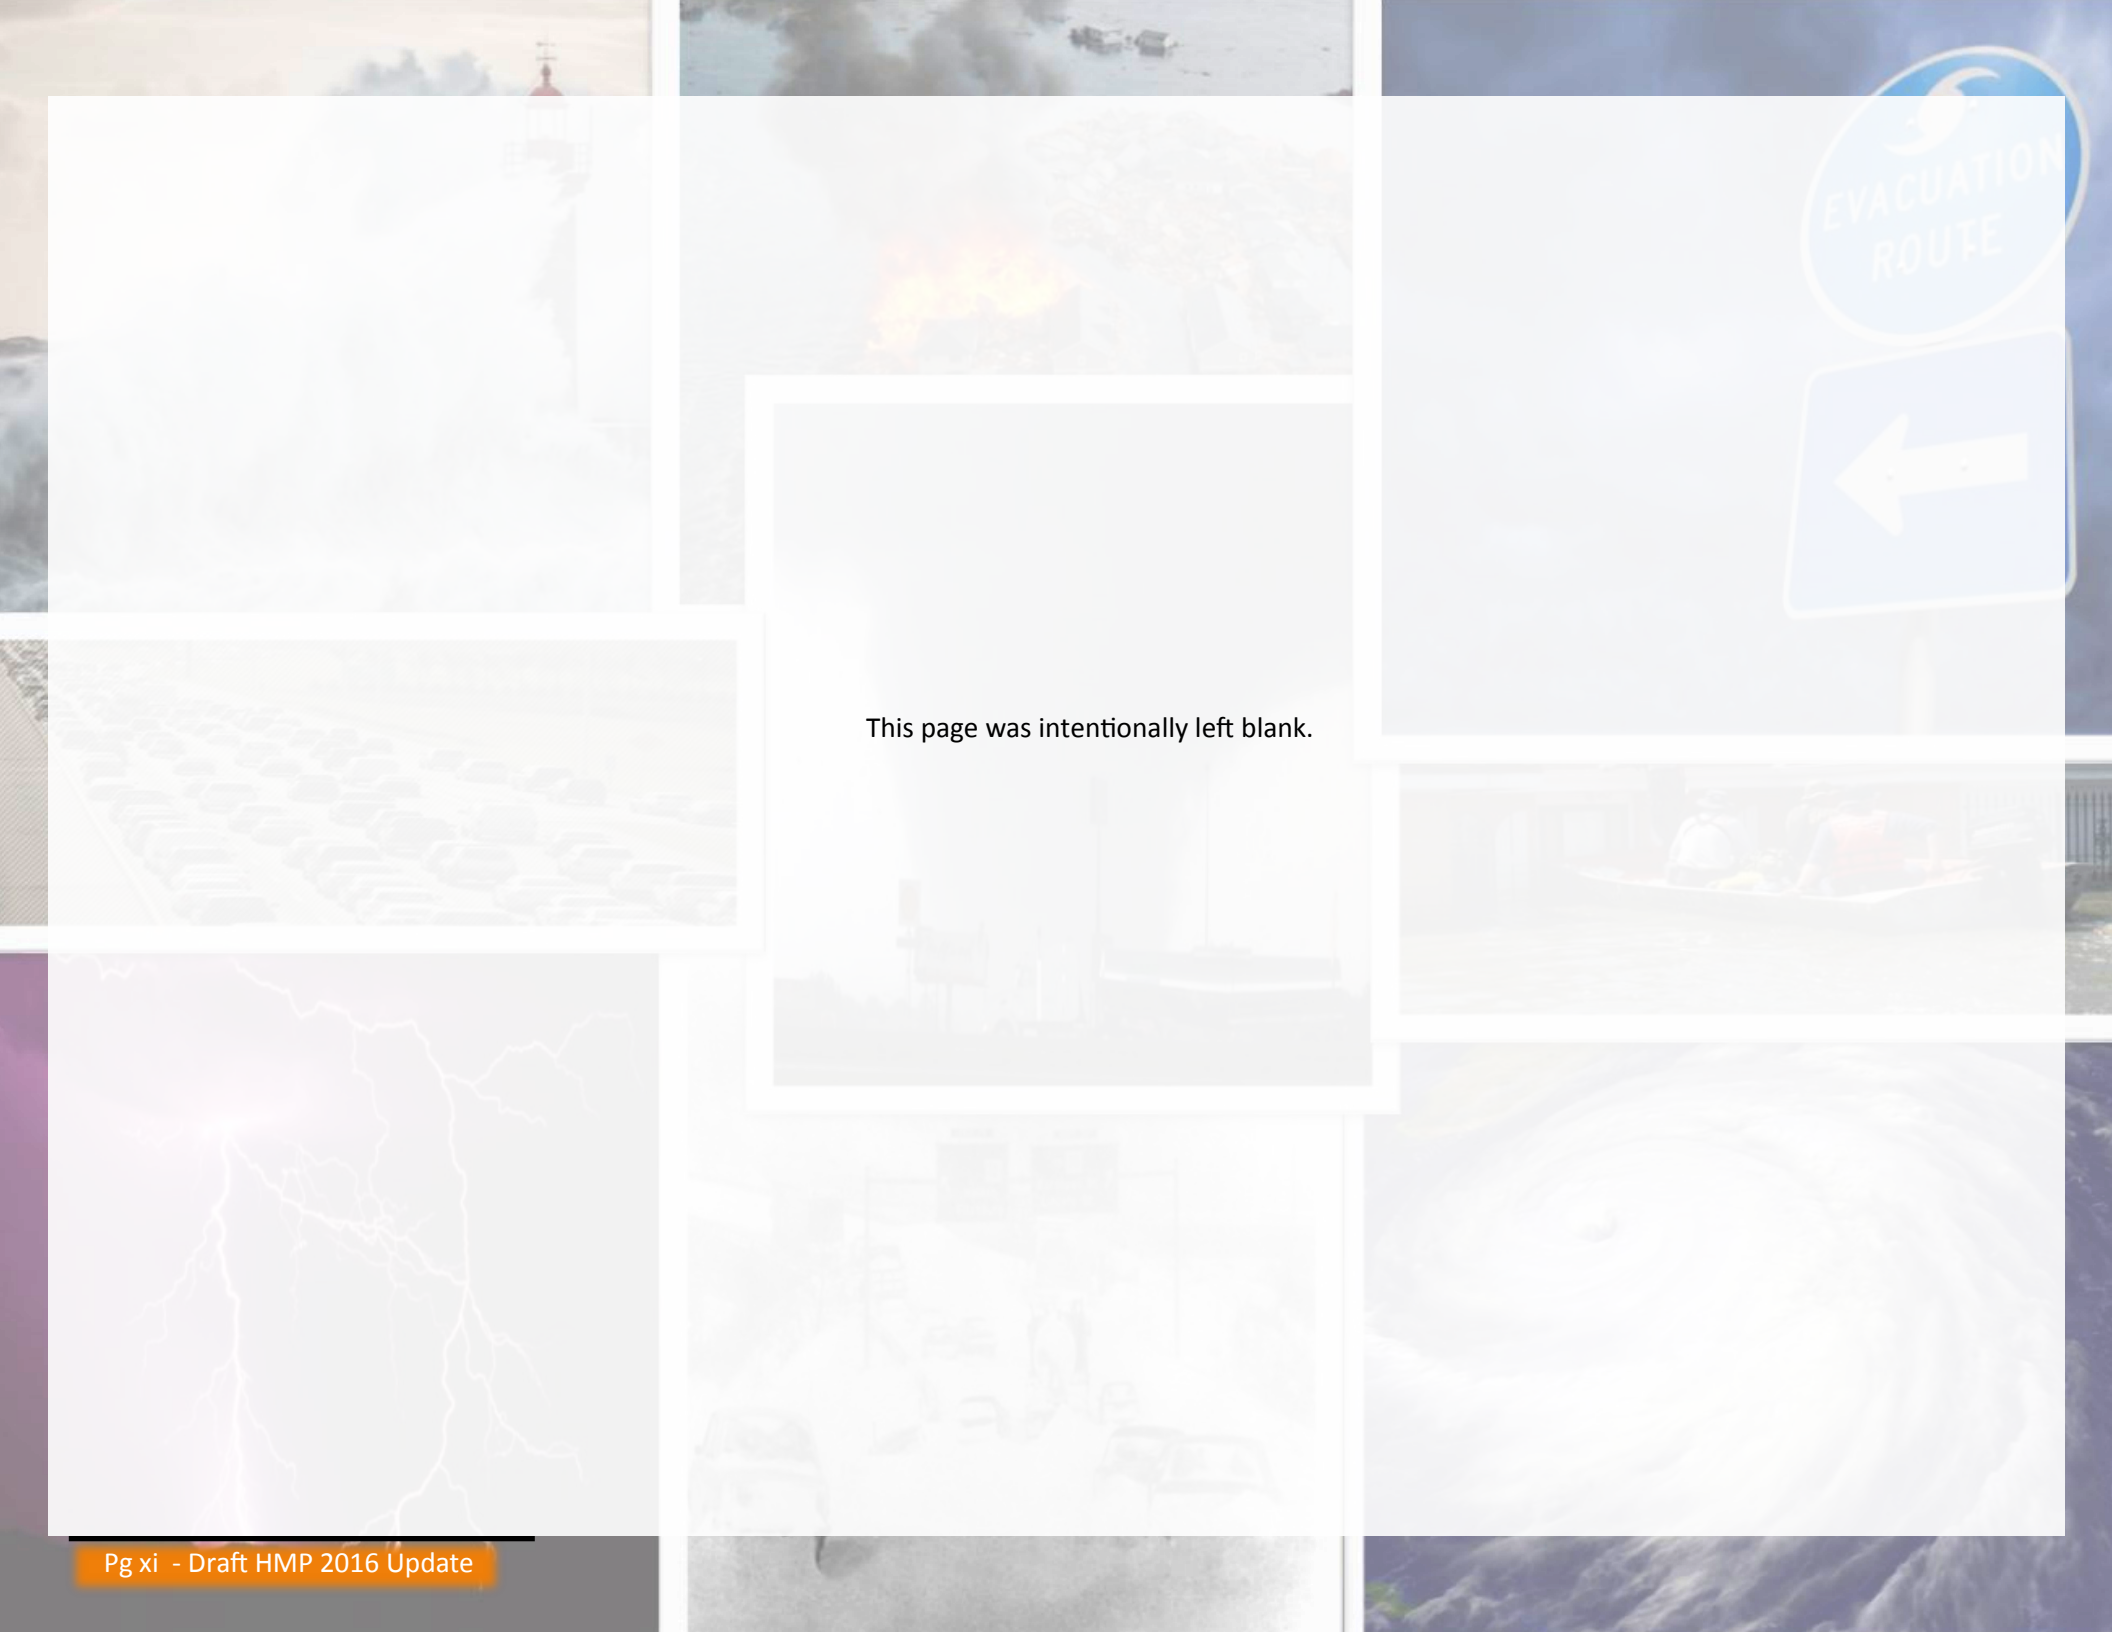 EVACUATION
ROUTE
This page was intentionally left blank.
Pg xi - Draft HMP 2016 Update